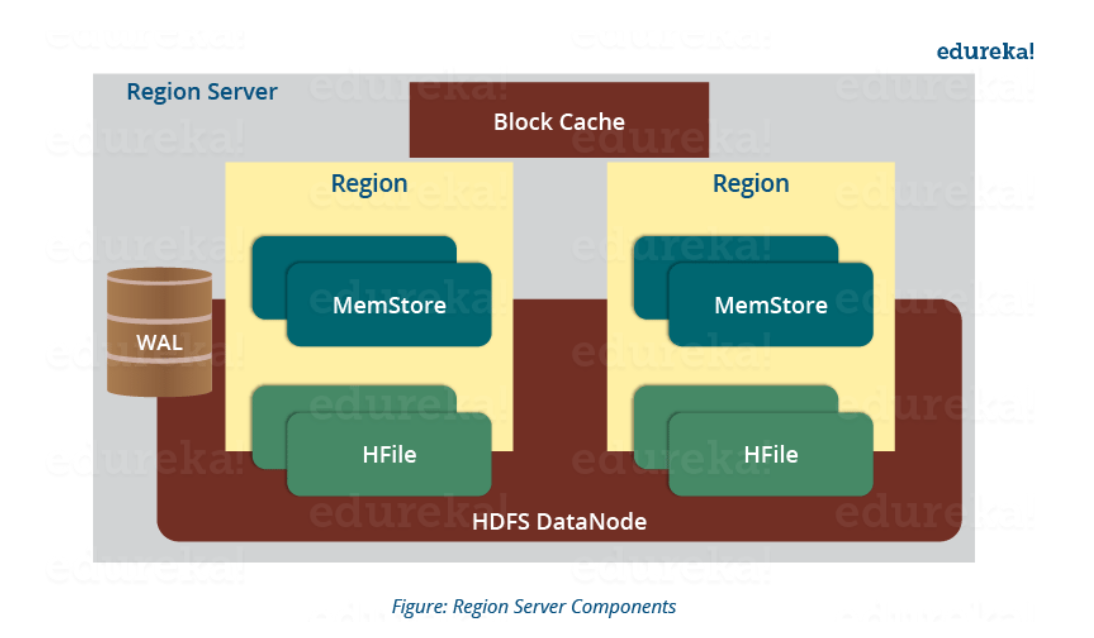 edureka!
Region Server
Block Cache
Region
Region
MemStore
MemStore
WAL
HFile
HFile
HDFS DataNode
Figure: Region Server Components